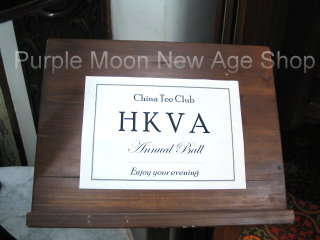 Purple Moon New Age Shop
China Tee Club
HKVA
Annual Ball
Enjoy your evening